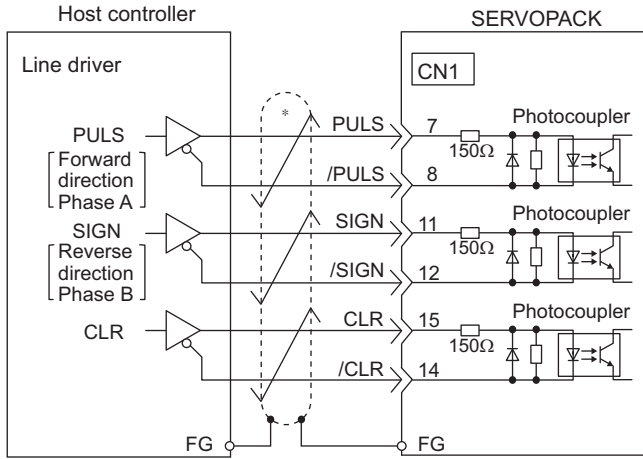 Host controller
SERVOPACK
Line driver
CN1
*
Photocoupler
PULS
PULS
7
150Ω
Forward
direction
Phase A
/PULS
8
Photocoupler
SIGN
SIGN
11
150Ω
Reverse
direction
Phase B
/SIGN
12
Photocoupler
CLR
CLR
15
150Ω
/CLR
14
FG
FG